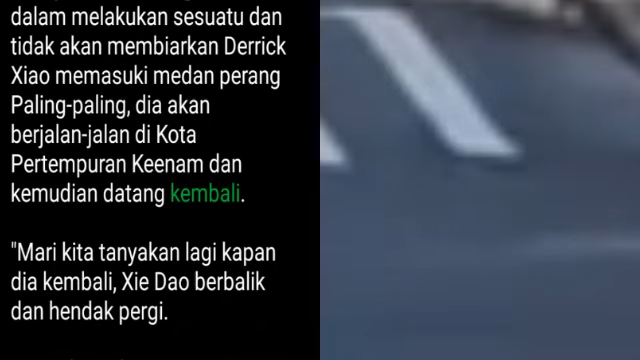 dalam melakukan sesuatu dan
tidak akan membiarkan Derrick
Xiao memasuki medan perang
Paling-paling, dia akan
berjalan-jalan di Kota
Pertempuran Keenam dan
kemudian datang kembali.
"Mari kita tanyakan lagi kapan
dia kembali, Xie Dao berbalik
dan hendak pergi.